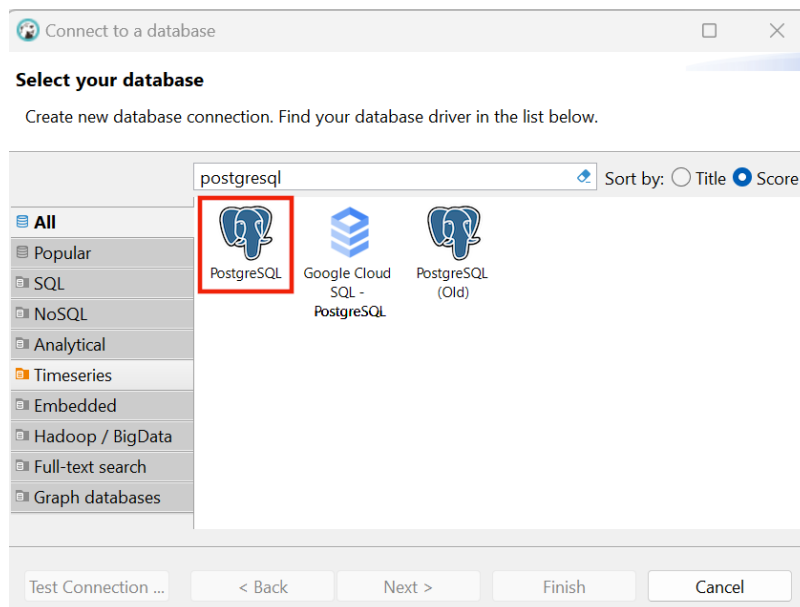 Connect to a database
Select your database
Create new database connection. Find your database driver in the list below.
postgresql
Sort by:
Title
Score
All
Popular
SQL
NoSQL
Analytical
Timeseries
Embedded
Hadoop / BigData
Full-text search
Graph databases
PostgreSQL
Google Cloud
SQL -
PostgreSQL
PostgreSQL
(Old)
Test Connection ...
< Back
Next >
Finish
Cancel